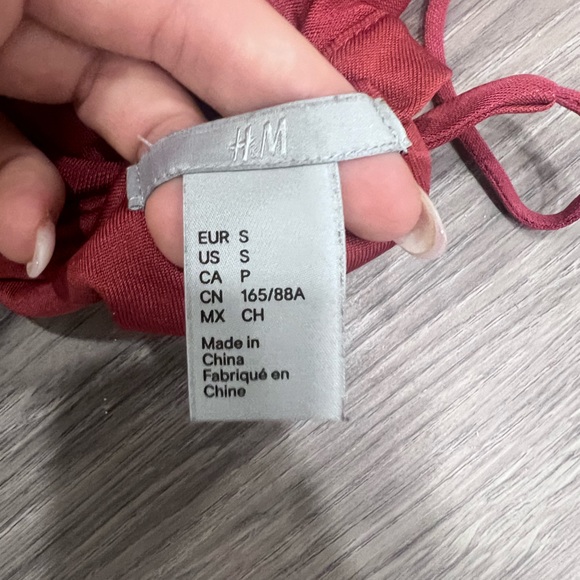 H&M
EUR S
US S
CA P
CN 165/88A
MX CH
Made in
China
Fabriqué en
Chine